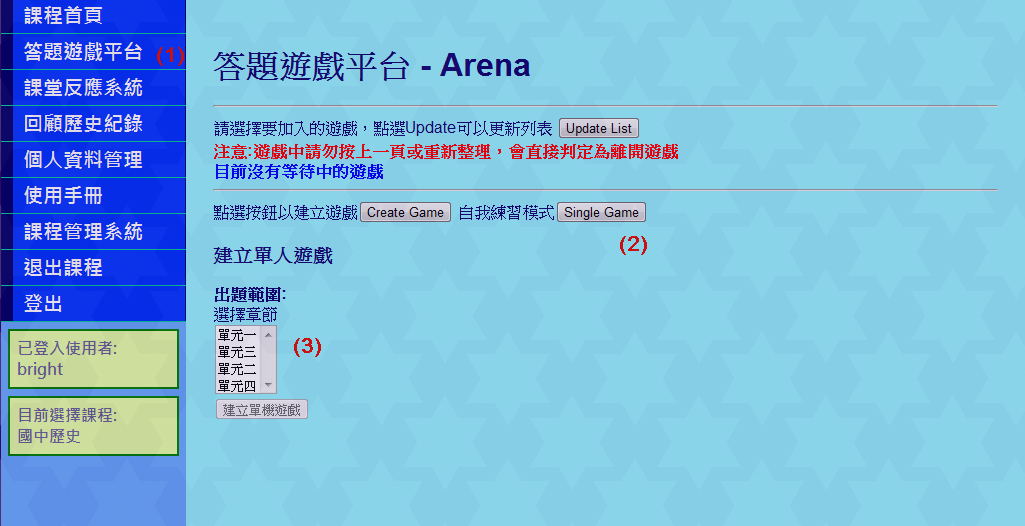 課程首頁
答題遊戲平台 (1)
課堂反應系統
回顧歷史紀錄
個人資料管理
使用手冊
課程管理系統
退出課程
登出
已登入使用者:
bright
目前選擇課程:
國中歷史
答題遊戲平台 - Arena
請選擇要加入的遊戲，點選Update可以更新列表 Update List
注意:遊戲中請勿按上一頁或重新整理，會直接判定為離開遊戲
目前沒有等待中的遊戲
點選按鈕以建立遊戲 Create Game 自我練習模式 Single Game
(2)
建立單人遊戲
出題範圍:
選擇章節
單元一
單元三
單元二
單元四
(3)
建立單機遊戲